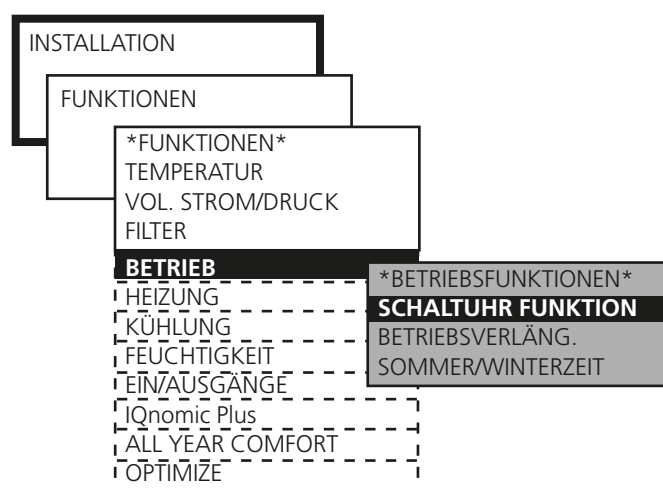 INSTALLATION
FUNKTIONEN
*FUNKTIONEN*
TEMPERATUR
VOL. STROM/DRUCK
FILTER
BETRIEB
HEIZUNG
KÜHLUNG
FEUCHTIGKEIT
EIN/AUSGÄNGE
IQnomic Plus
ALL YEAR COMFORT
OPTIMIZE
*BETRIEBSFUNKTIONEN*
SCHALTUHR FUNKTION
BETRIEBSVERLÄNG.
SOMMER/WINTERZEIT